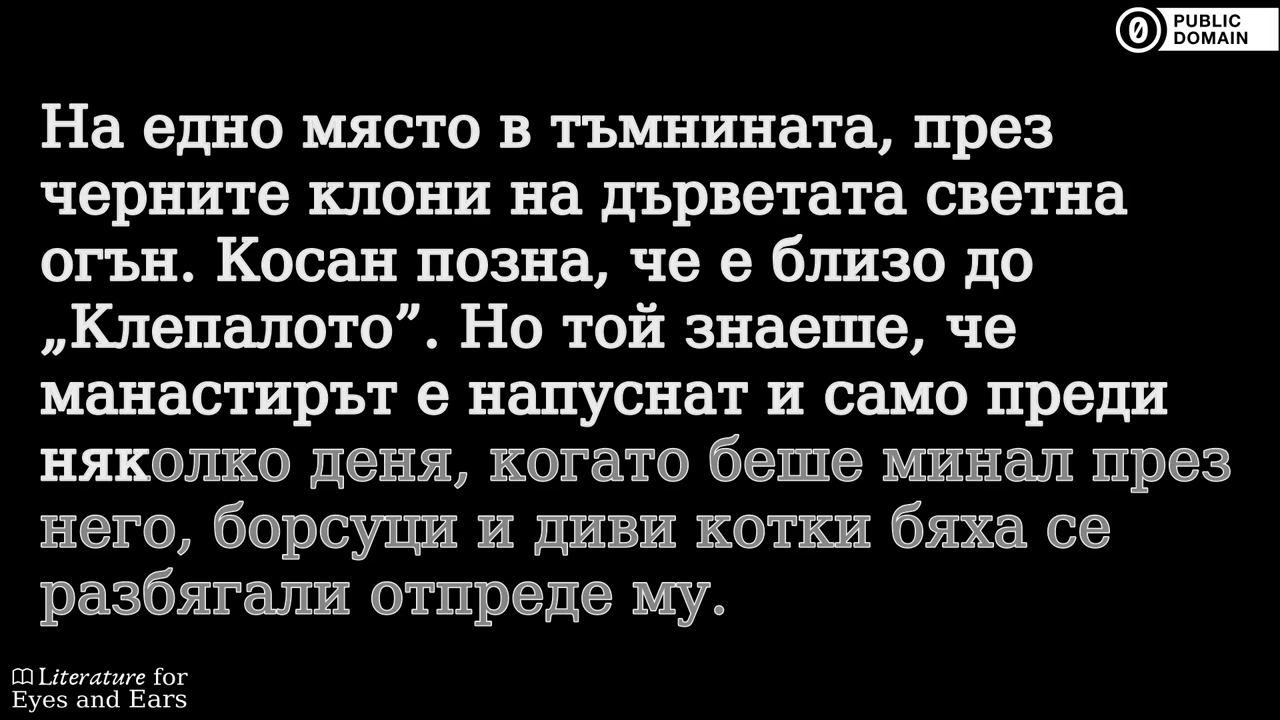 PUBLIC
DOMAIN
На едно място в тъмнината, през
черните клони на дърветата светна
огън. Косан позна, че е близо до
„Клепалото”. Но той знаеше, че
манастирът е напуснат и само преди
няколко деня, когато беше минал през
него, борсуци и диви котки бяха се
разбягали отпреде му.
Literature for
Eyes and Ears